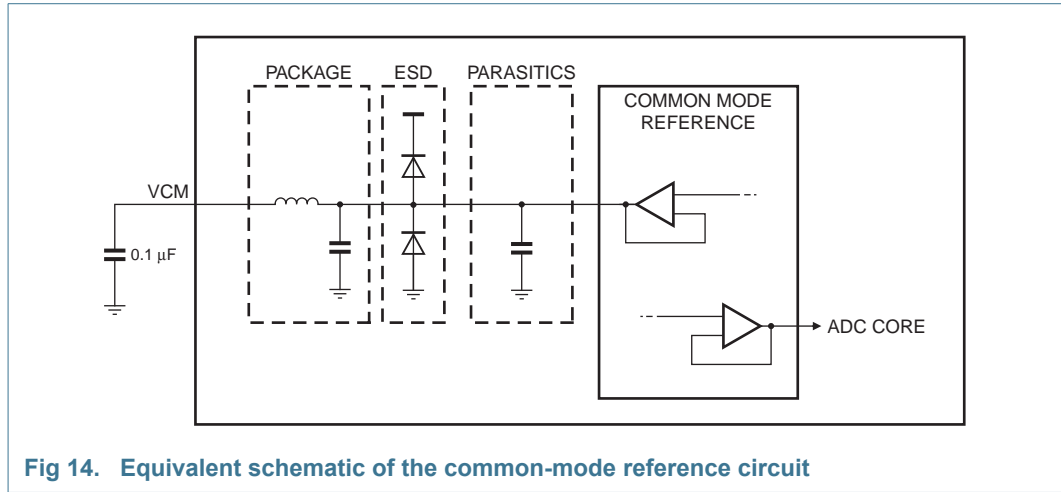 PACKAGE
ESD
PARASITICS
COMMON MODE
REFERENCE
VCM
0.1 μF
ADC CORE
Fig 14. Equivalent schematic of the common-mode reference circuit